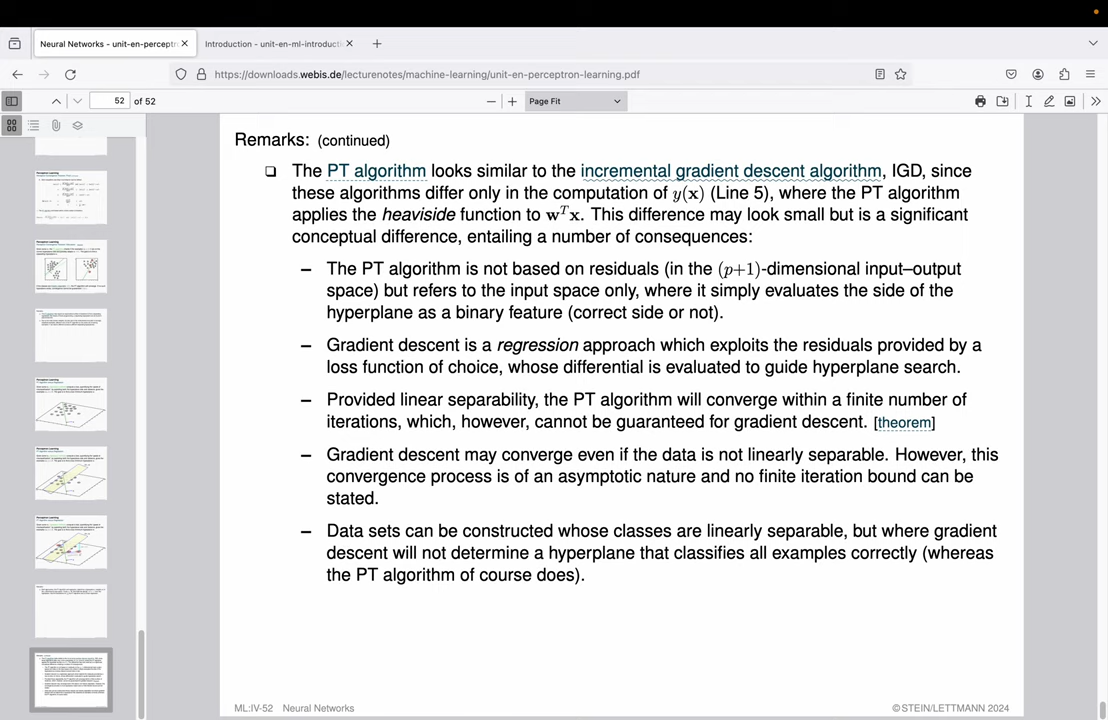 Neural Networks - unit-en-perceptr
Introduction - unit-en-ml-introducti
https://downloads.webis.de/lecturenotes/machine-learning/unit-en-perceptron-learning.pdf
52 of 52
Page Fit
Remarks: (continued)
❑ The PT algorithm looks similar to the incremental gradient descent algorithm, IGD, since
these algorithms differ only in the computation of y(x) (Line 5), where the PT algorithm
applies the heaviside function to wᵀx. This difference may look small but is a significant
conceptual difference, entailing a number of consequences:
– The PT algorithm is not based on residuals (in the (p+1)-dimensional input–output
space) but refers to the input space only, where it simply evaluates the side of the
hyperplane as a binary feature (correct side or not).
– Gradient descent is a regression approach which exploits the residuals provided by a
loss function of choice, whose differential is evaluated to guide hyperplane search.
– Provided linear separability, the PT algorithm will converge within a finite number of
iterations, which, however, cannot be guaranteed for gradient descent. [theorem]
– Gradient descent may converge even if the data is not linearly separable. However, this
convergence process is of an asymptotic nature and no finite iteration bound can be
stated.
– Data sets can be constructed whose classes are linearly separable, but where gradient
descent will not determine a hyperplane that classifies all examples correctly (whereas
the PT algorithm of course does).
ML:IV-52 Neural Networks
©STEIN/LETTMANN 2024